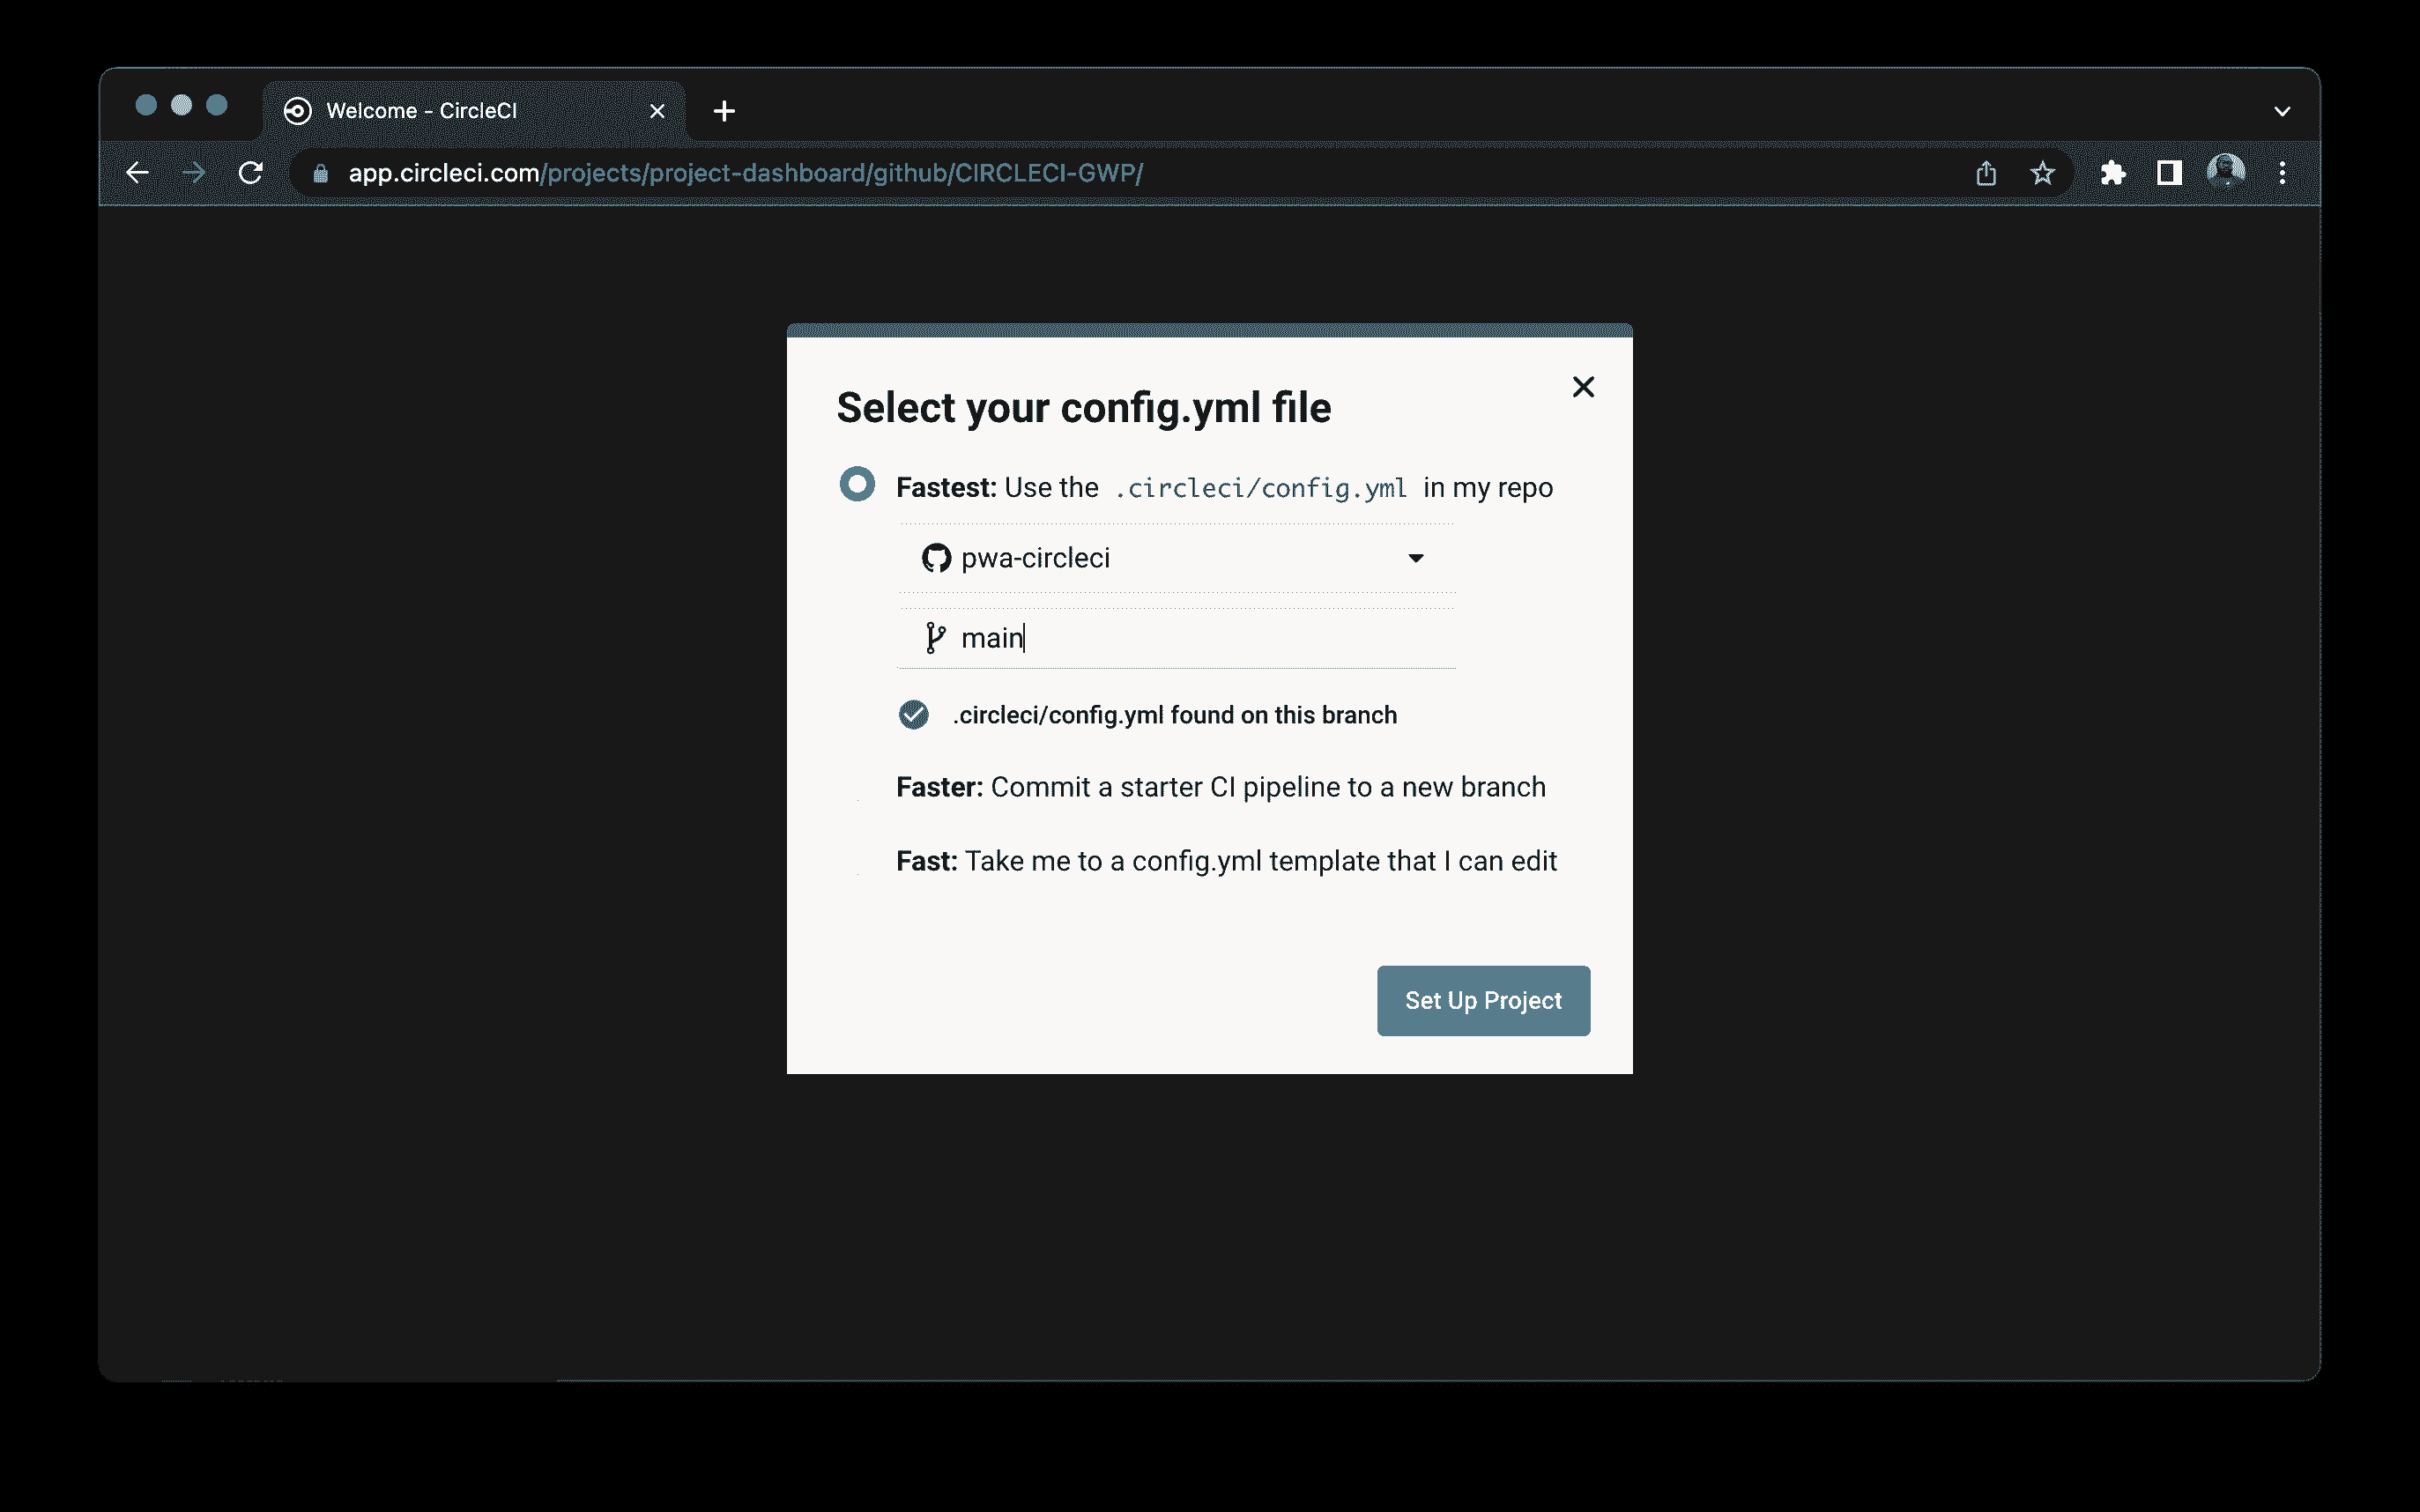 Welcome - CircleCI
app.circleci.com/projects/project-dashboard/github/CIRCLECI-GWP/
Select your config.yml file
Fastest: Use the .circleci/config.yml in my repo
pwa-circleci
main
.circleci/config.yml found on this branch
Faster: Commit a starter CI pipeline to a new branch
Fast: Take me to a config.yml template that I can edit
Set Up Project